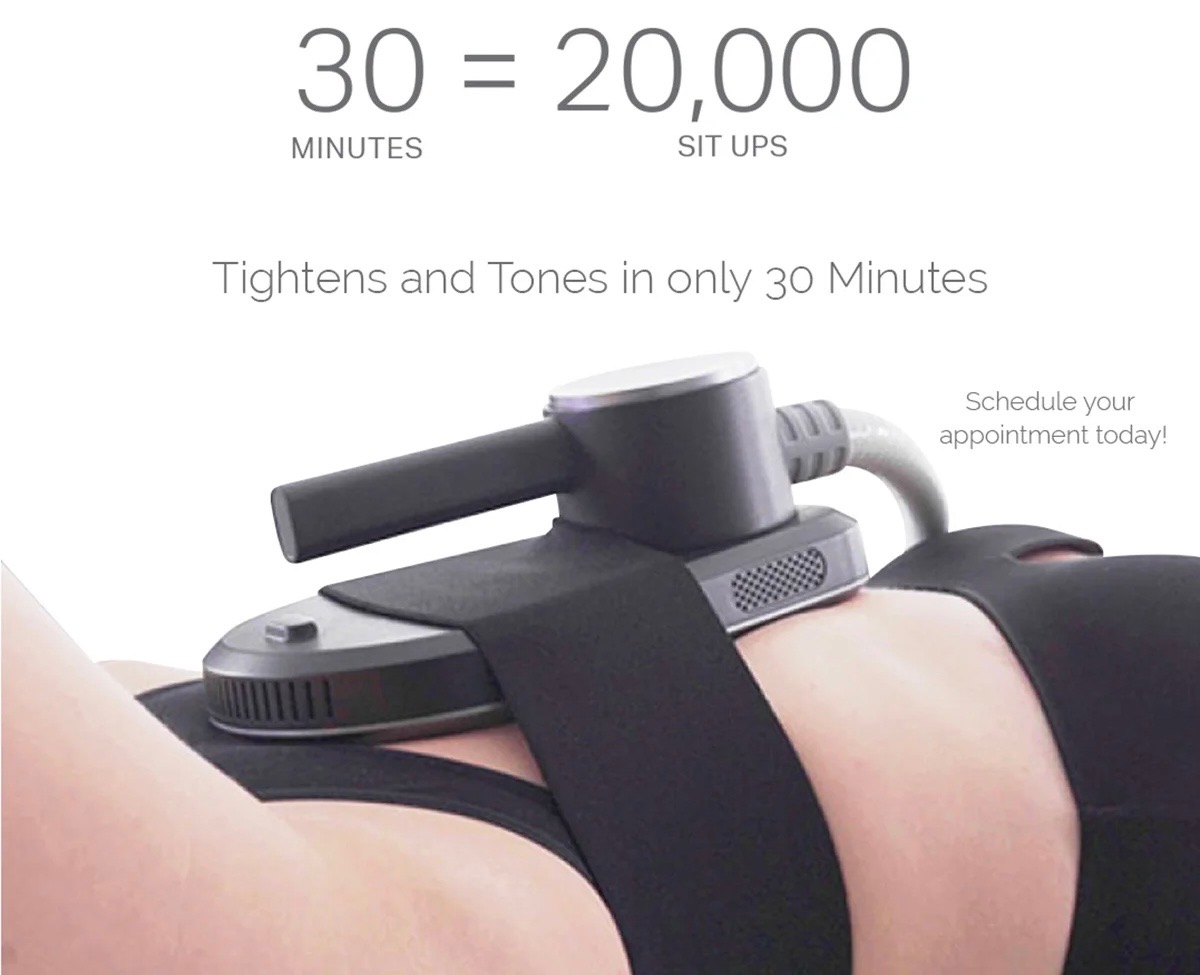 30 = 20,000
MINUTES SIT UPS
Tightens and Tones in only 30 Minutes
Schedule your
appointment today!